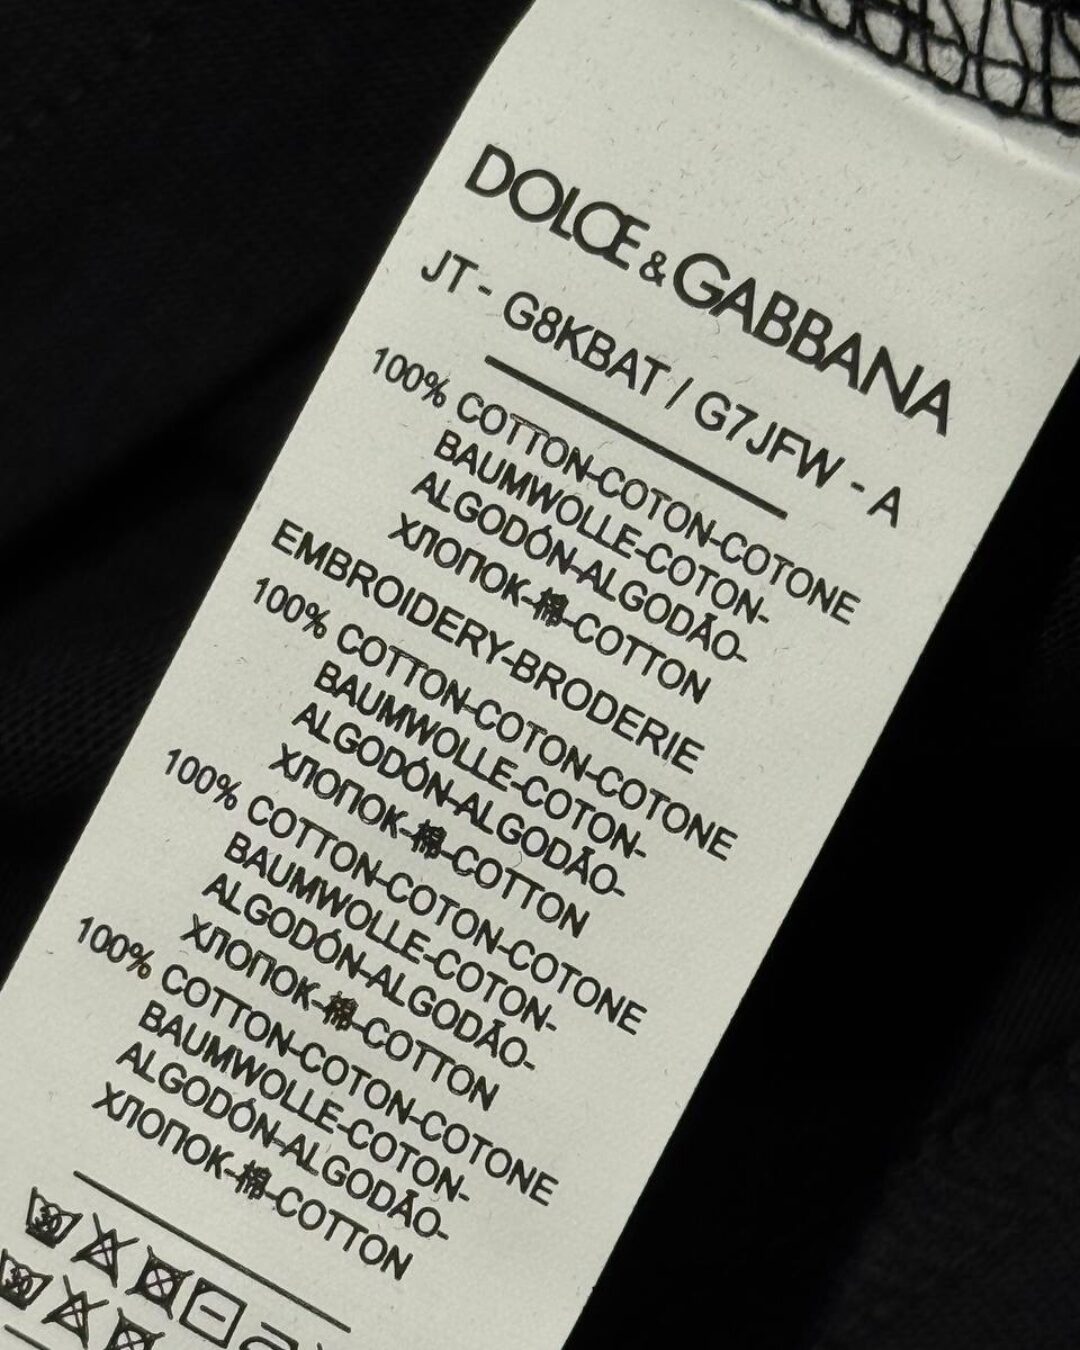 DOLCE & GABBANA
JT - G8KBAT / G7JFW - A
100% COTTON-COTON-COTONE
BAUMWOLLE-COTON-
ALGODÓN-ALGODÃO-
ХЛОПОК-棉-COTTON
EMBROIDERY-BRODERIE
100% COTTON-COTON-COTONE
BAUMWOLLE-COTON-
ALGODÓN-ALGODÃO-
ХЛОПОК-棉-COTTON
100% COTTON-COTON-COTONE
BAUMWOLLE-COTON-
ALGODÓN-ALGODÃO-
ХЛОПОК-棉-COTTON
100% COTTON-COTON-COTONE
BAUMWOLLE-COTON-
ALGODÓN-ALGODÃO-
ХЛОПОК-棉-COTTON
30
30